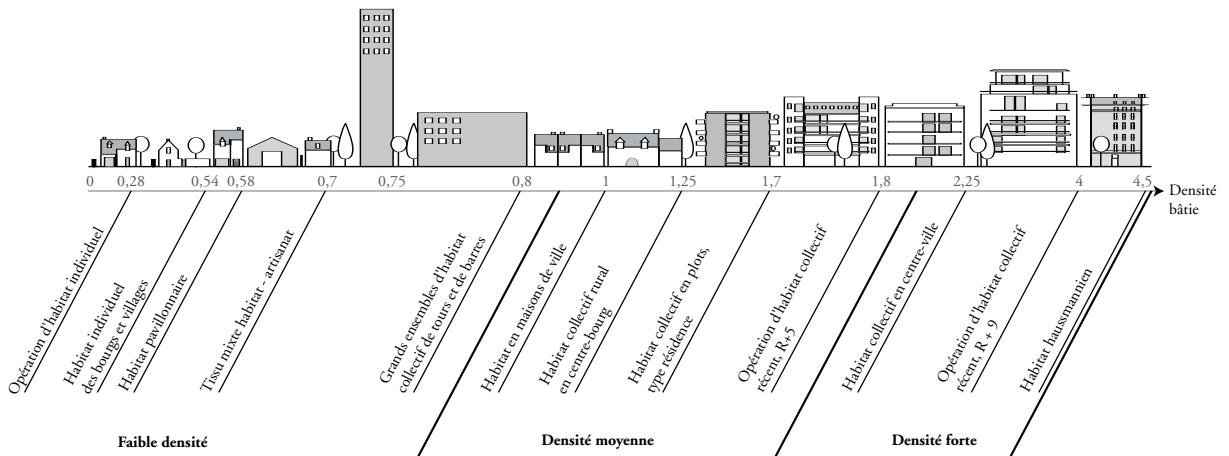 0 0,28 0,54 0,58 0,7 0,75 0,8 1 1,25 1,7 1,8 2,25 4 4,5
Densité
bâtie
Opération d'habitat individuel
Habitat individuel
des bourgs et villages
Habitat pavillonnaire
Tissu mixte habitat - artisanat
Grands ensembles d'habitat
collectif de tours et de barres
Habitat en maisons de ville
Habitat collectif rural
en centre-bourg
Habitat collectif en plots,
type résidence
Opération d'habitat collectif
récent, R+5
Habitat collectif en centre-ville
Opération d'habitat collectif
récent, R + 9
Habitat haussmannien
Faible densité
Densité moyenne
Densité forte